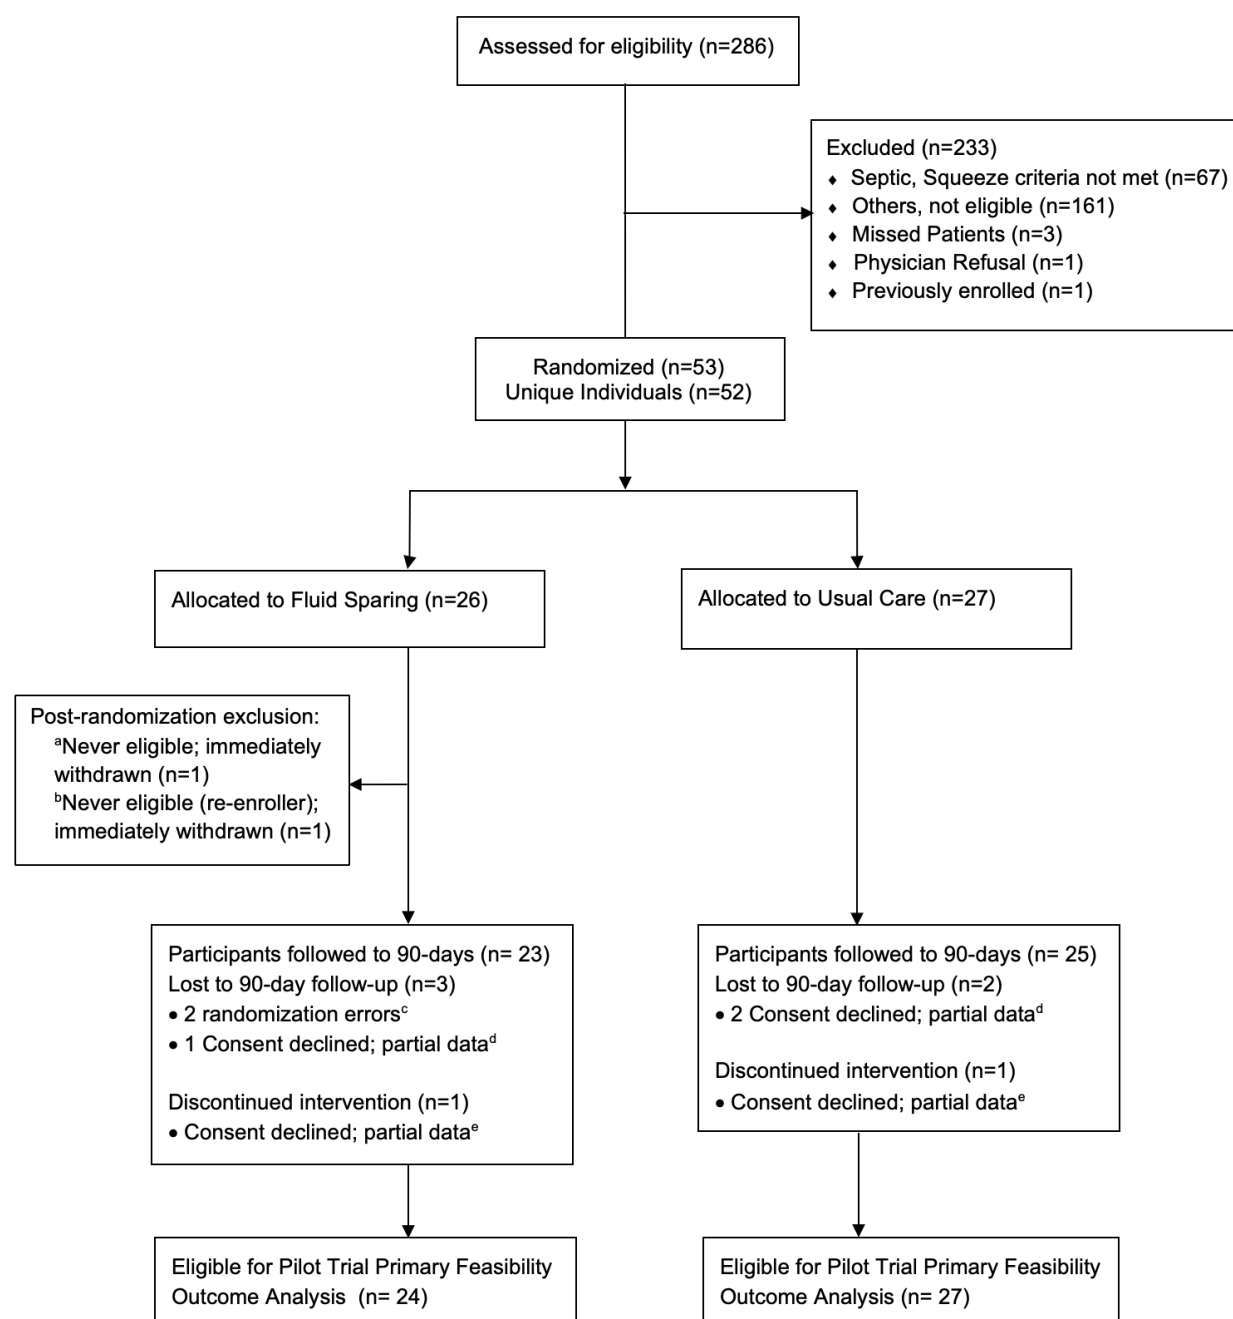 Assessed for eligibility (n=286)
Excluded (n=233)
♦ Septic, Squeeze criteria not met (n=67)
♦ Others, not eligible (n=161)
♦ Missed Patients (n=3)
♦ Physician Refusal (n=1)
♦ Previously enrolled (n=1)
Randomized (n=53)
Unique Individuals (n=52)
Allocated to Fluid Sparing (n=26)
Allocated to Usual Care (n=27)
Post-randomization exclusion:
ᵃNever eligible; immediately
withdrawn (n=1)
ᵇNever eligible (re-enroller);
immediately withdrawn (n=1)
Participants followed to 90-days (n= 23)
Lost to 90-day follow-up (n=3)
• 2 randomization errorsᶜ
• 1 Consent declined; partial dataᵈ
Discontinued intervention (n=1)
• Consent declined; partial dataᵉ
Participants followed to 90-days (n= 25)
Lost to 90-day follow-up (n=2)
• 2 Consent declined; partial dataᵈ
Discontinued intervention (n=1)
• Consent declined; partial dataᵉ
Eligible for Pilot Trial Primary Feasibility
Outcome Analysis (n= 24)
Eligible for Pilot Trial Primary Feasibility
Outcome Analysis (n= 27)